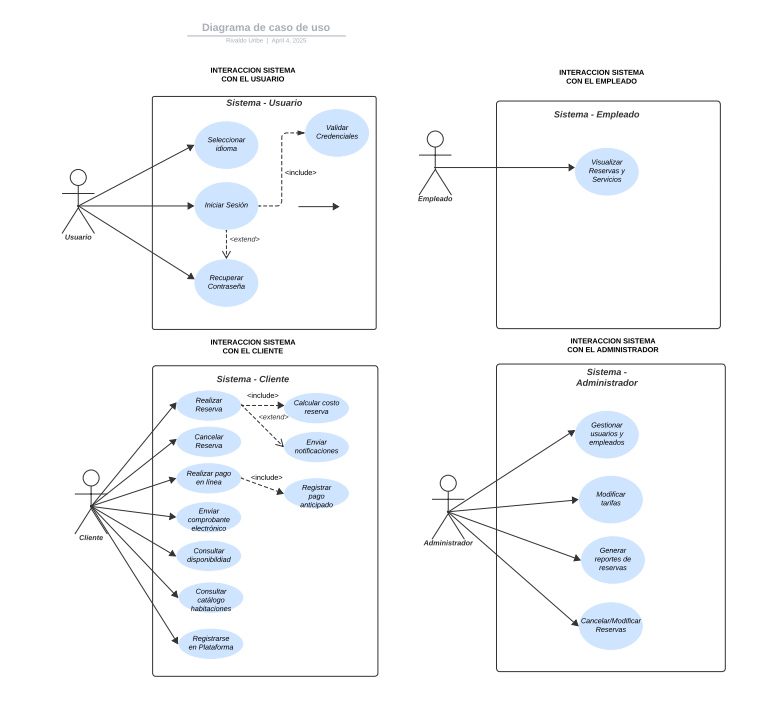 Diagrama de caso de uso
Rivaldo Uribe | April 4, 2025
INTERACCION SISTEMA
CON EL USUARIO
Sistema - Usuario
Seleccionar
idioma
Validar
Credenciales
<include>
Iniciar Sesión
<extend>
Recuperar
Contraseña
Usuario
INTERACCION SISTEMA
CON EL EMPLEADO
Sistema - Empleado
Visualizar
Reservas y
Servicios
Empleado
INTERACCION SISTEMA
CON EL CLIENTE
Sistema - Cliente
Realizar
Reserva
<include>
Calcular costo
reserva
<extend>
Cancelar
Reserva
Enviar
notificaciones
Realizar pago
en línea
<include>
Registrar
pago
anticipado
Enviar
comprobante
electrónico
Cliente
Consultar
disponibilidad
Consultar
catálogo
habitaciones
Registrarse
en Plataforma
INTERACCION SISTEMA
CON EL ADMINISTRADOR
Sistema -
Administrador
Gestionar
usuarios y
empleados
Modificar
tarifas
Administrador
Generar
reportes de
reservas
Cancelar/Modificar
Reservas